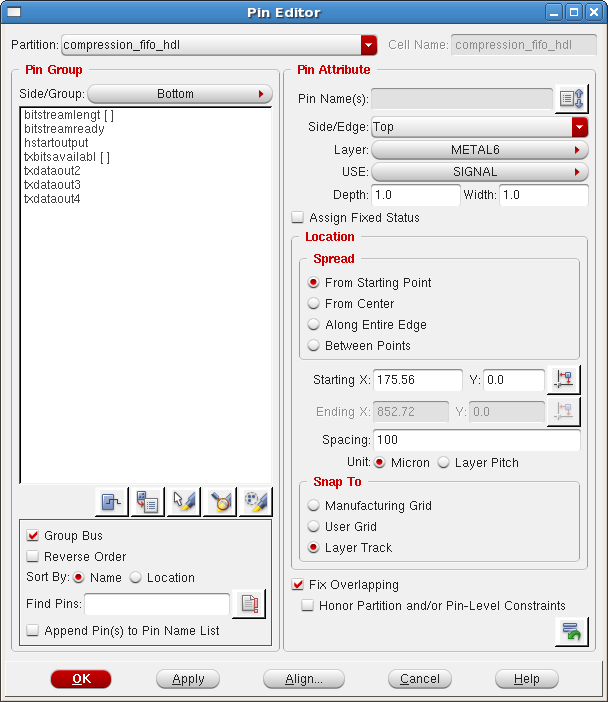 Pin Editor
Partition: compression_fifo_hdl Cell Name: compression_fifo_hdl
Pin Group
Side/Group: Bottom
bitstreamlengt [ ]
bitstreamready
hstartoutput
txbitsavailabl [ ]
txdataout2
txdataout3
txdataout4
Group Bus
Reverse Order
Sort By: Name Location
Find Pins:
Append Pin(s) to Pin Name List
Pin Attribute
Pin Name(s):
Side/Edge: Top
Layer: METAL6
USE: SIGNAL
Depth: 1.0 Width: 1.0
Assign Fixed Status
Location
Spread
From Starting Point
From Center
Along Entire Edge
Between Points
Starting X: 175.56 Y: 0.0
Ending X: 852.72 Y: 0.0
Spacing: 100
Unit: Micron Layer Pitch
Snap To
Manufacturing Grid
User Grid
Layer Track
Fix Overlapping
Honor Partition and/or Pin-Level Constraints
OK Apply Align... Cancel Help